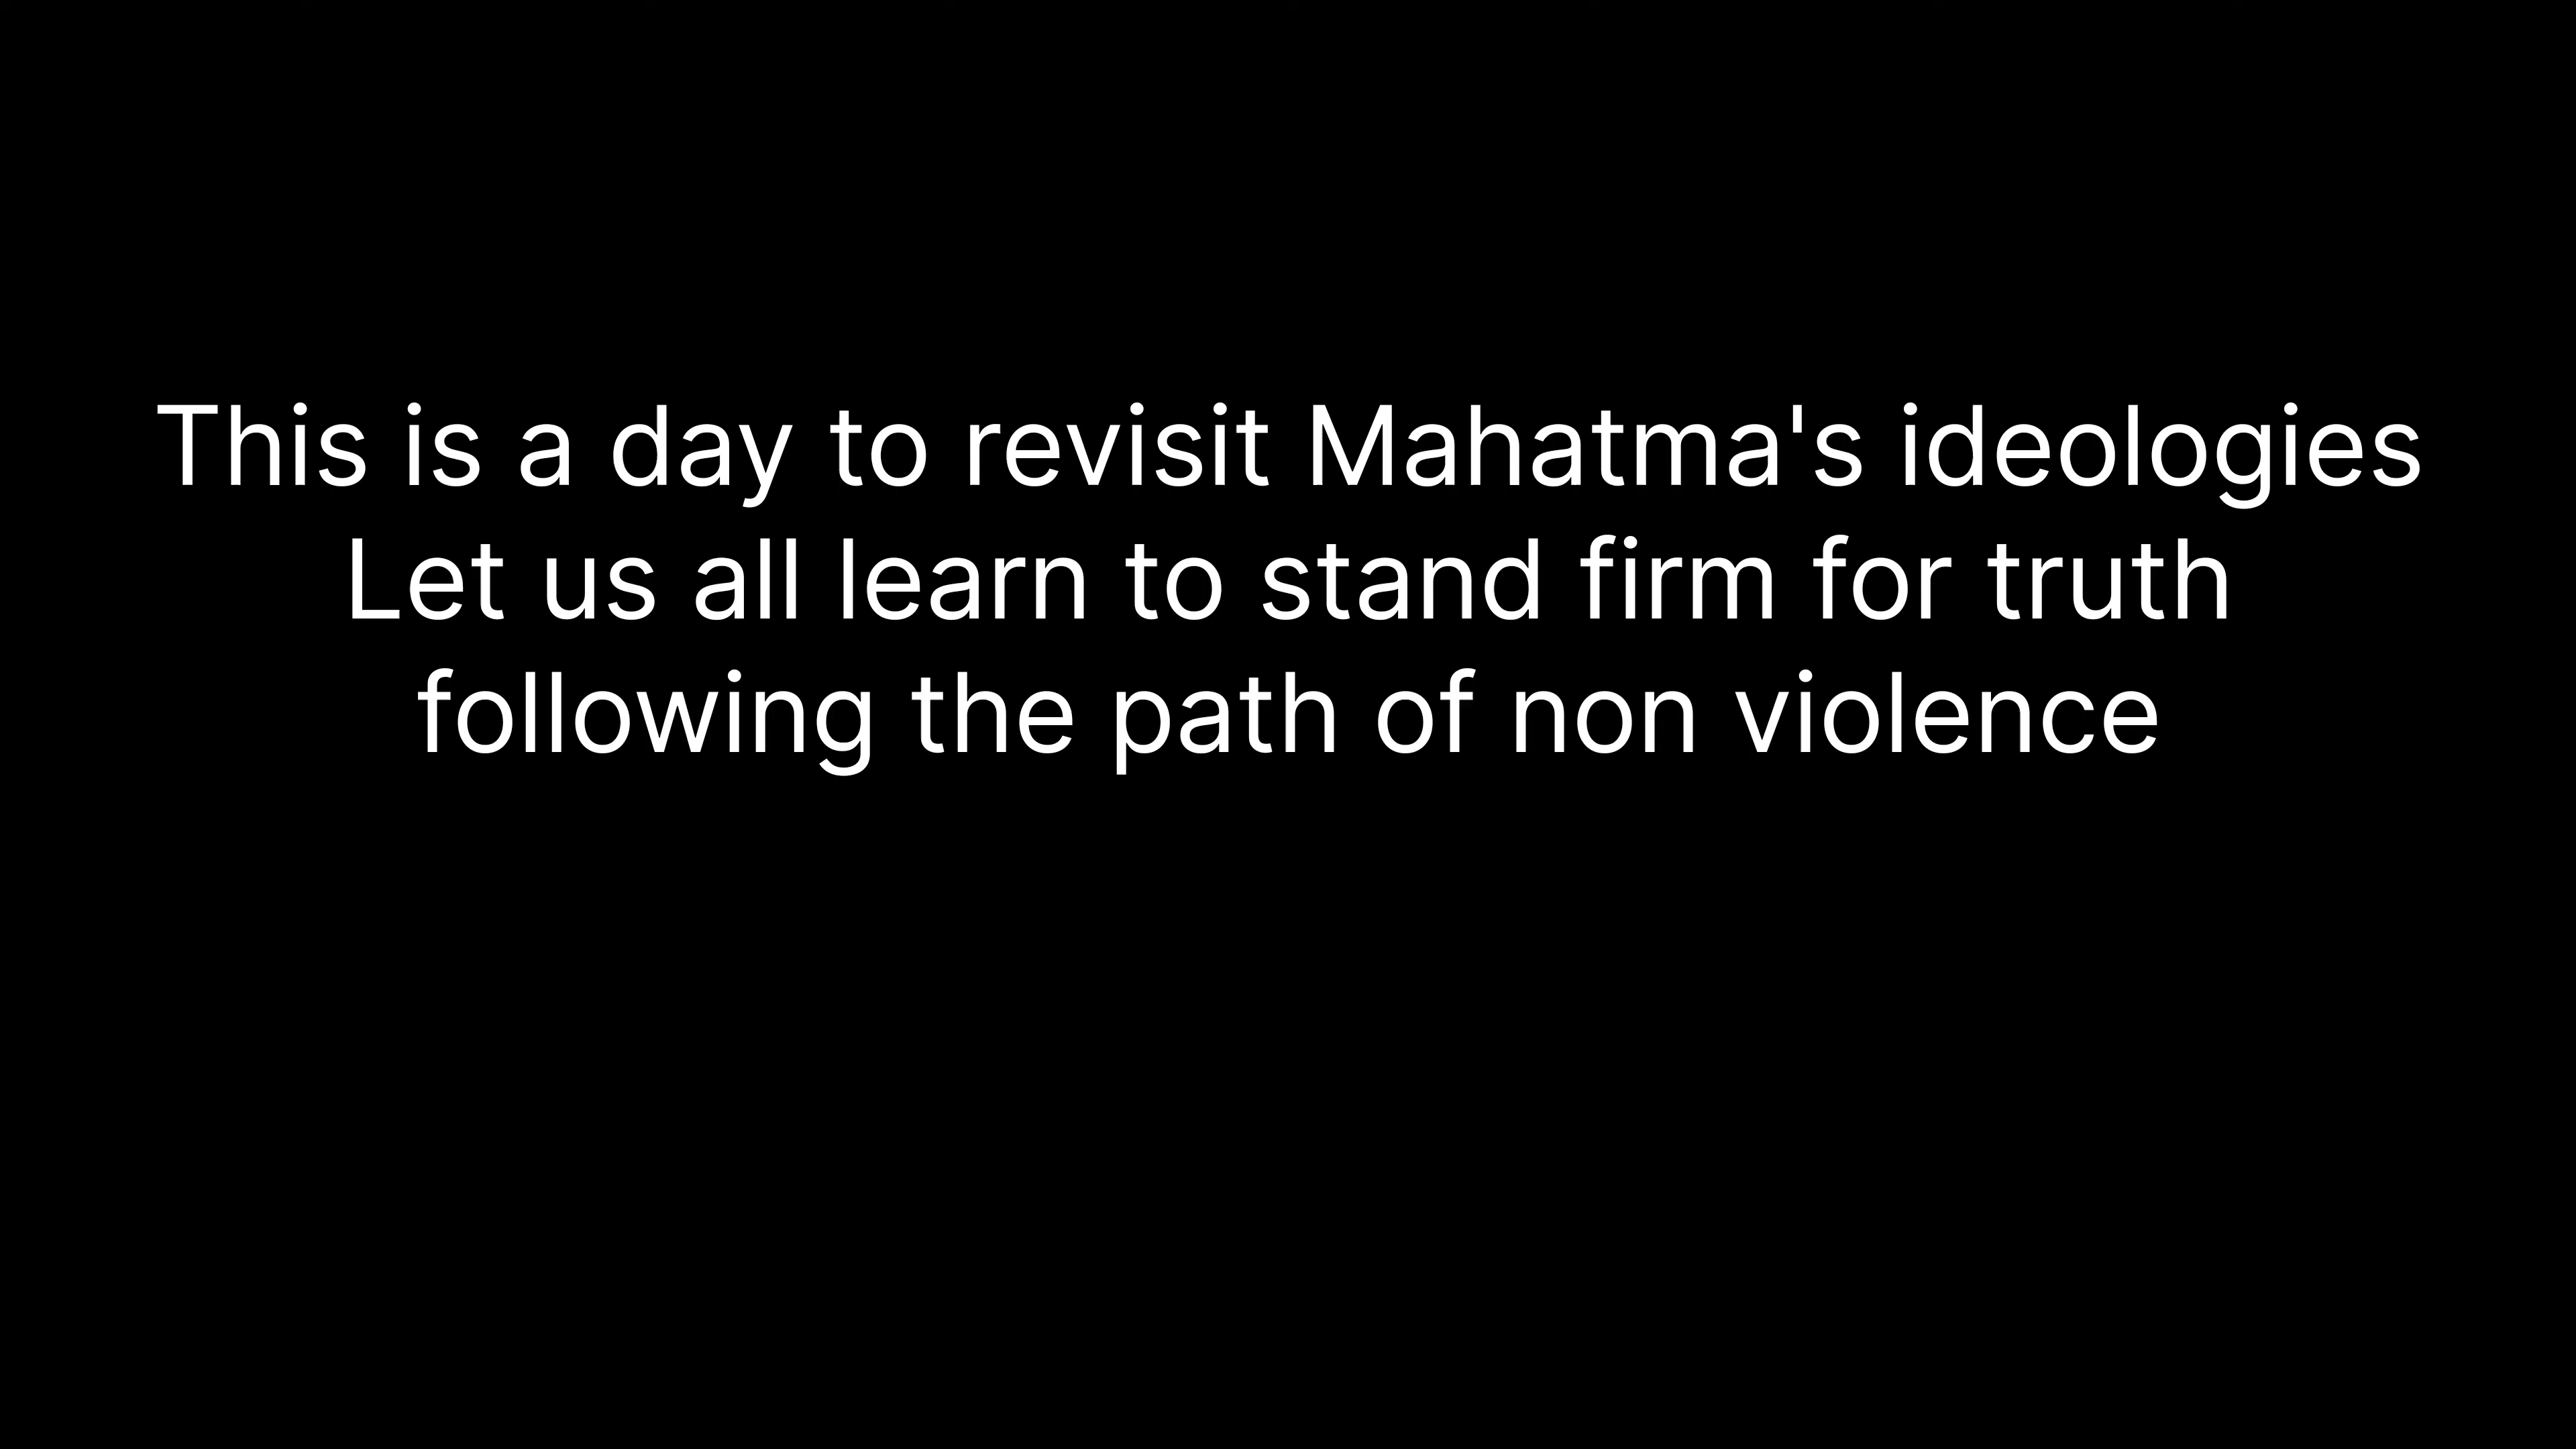 This is a day to revisit Mahatma's ideologies
Let us all learn to stand firm for truth
following the path of non violence